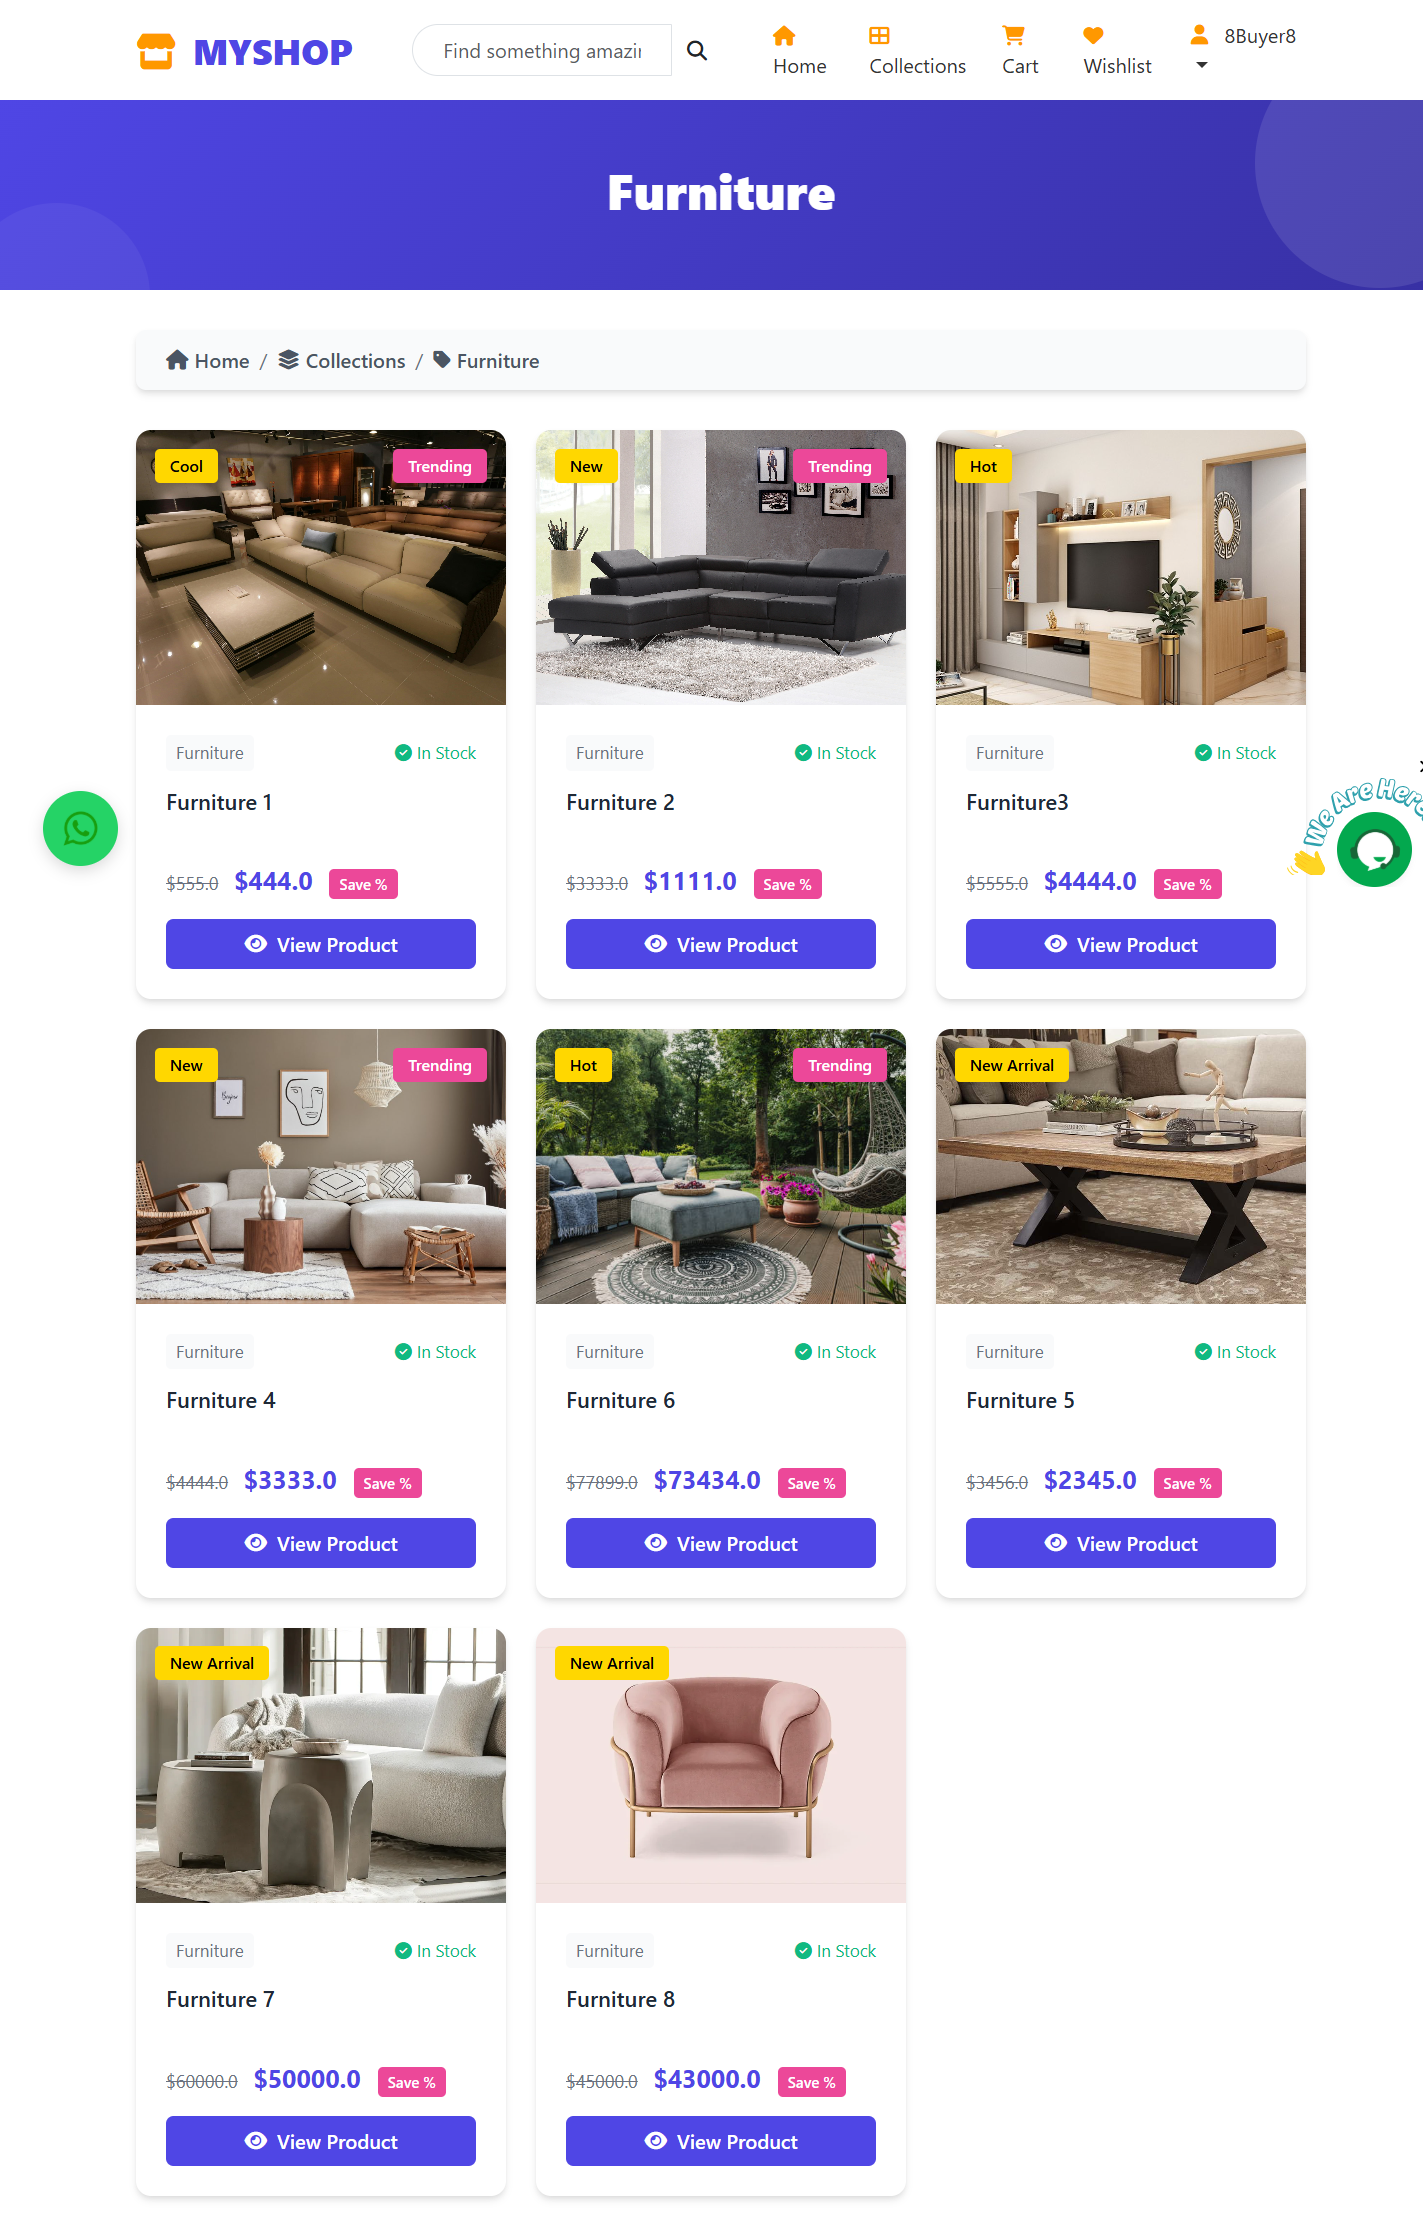 MYSHOP
Find something amazin
Home
Collections
Cart
Wishlist
8Buyer8
Furniture
Home / Collections / Furniture
Cool
Trending
New
Trending
Hot
Furniture
In Stock
Furniture
In Stock
Furniture
In Stock
Furniture 1
Furniture 2
Furniture3
We Are Here
$555.0 $444.0 Save %
$3333.0 $1111.0 Save %
$5555.0 $4444.0 Save %
View Product
View Product
View Product
New
Trending
Hot
Trending
New Arrival
Bonjour
Furniture
In Stock
Furniture
In Stock
Furniture
In Stock
Furniture 4
Furniture 6
Furniture 5
$4444.0 $3333.0 Save %
$77899.0 $73434.0 Save %
$3456.0 $2345.0 Save %
View Product
View Product
View Product
New Arrival
New Arrival
Furniture
In Stock
Furniture
In Stock
Furniture 7
Furniture 8
$60000.0 $50000.0 Save %
$45000.0 $43000.0 Save %
View Product
View Product